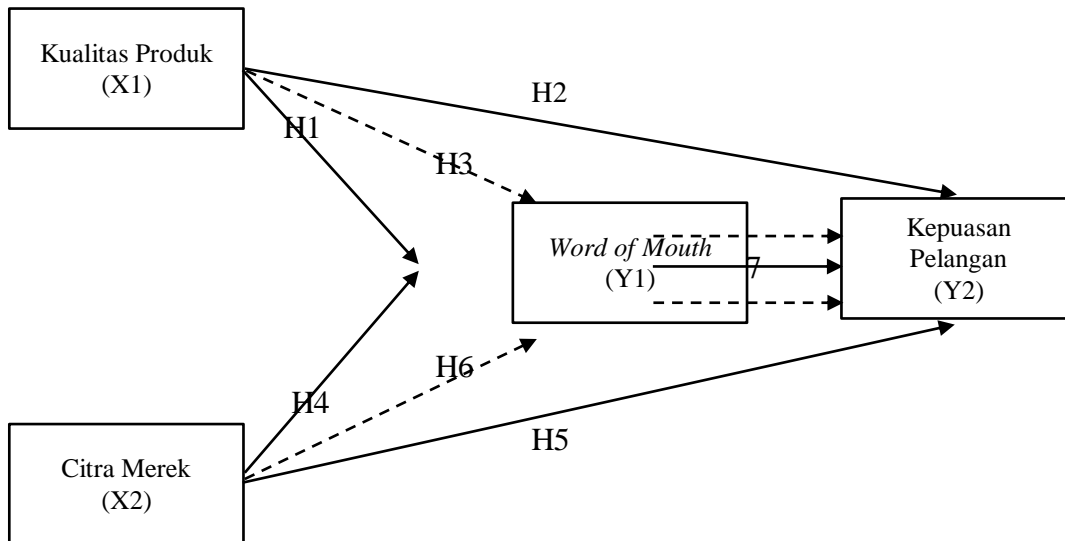 Kualitas Produk
(X1)
H2
H1
H3
Word of Mouth
(Y1)
7
Kepuasan
Pelangan
(Y2)
H6
H4
H5
Citra Merek
(X2)